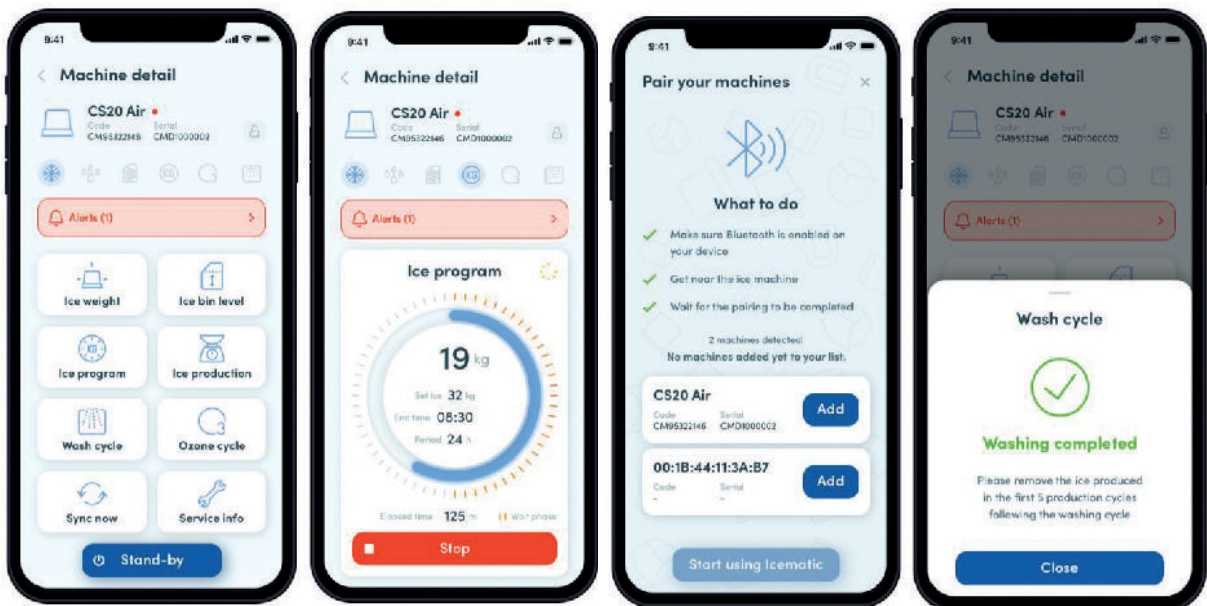 9:41
Machine detail
CS20 Air
Code Serial
CM95322146 CMD1000002
Alerts (1)
Ice weight
Ice bin level
KG
Ice program
Ice production
Wash cycle
3
Ozone cycle
Sync now
Service info
Stand-by
9:41
Machine detail
CS20 Air
Code Serial
CM95322146 CMD1000002
KG
Alerts (1)
Ice program
19 kg
Set ice 32 kg
End time 08:30
Period 24 h
Elapsed time 125 m
Wait phase
Stop
9:41
Pair your machines
What to do
Make sure Bluetooth is enabled on
your device
Get near the ice machine
Wait for the pairing to be completed
2 machines detected!
No machines added yet to your list.
CS20 Air
Code Serial
CM95322146 CMD1000002
Add
00:1B:44:11:3A:B7
Code Serial
- -
Add
Start using Icematic
9:41
Machine detail
CS20 Air
Code Serial
CM95322146 CMD1000002
Alerts (1)
Wash cycle
Washing completed
Please remove the ice produced
in the first 5 production cycles
following the washing cycle
Close